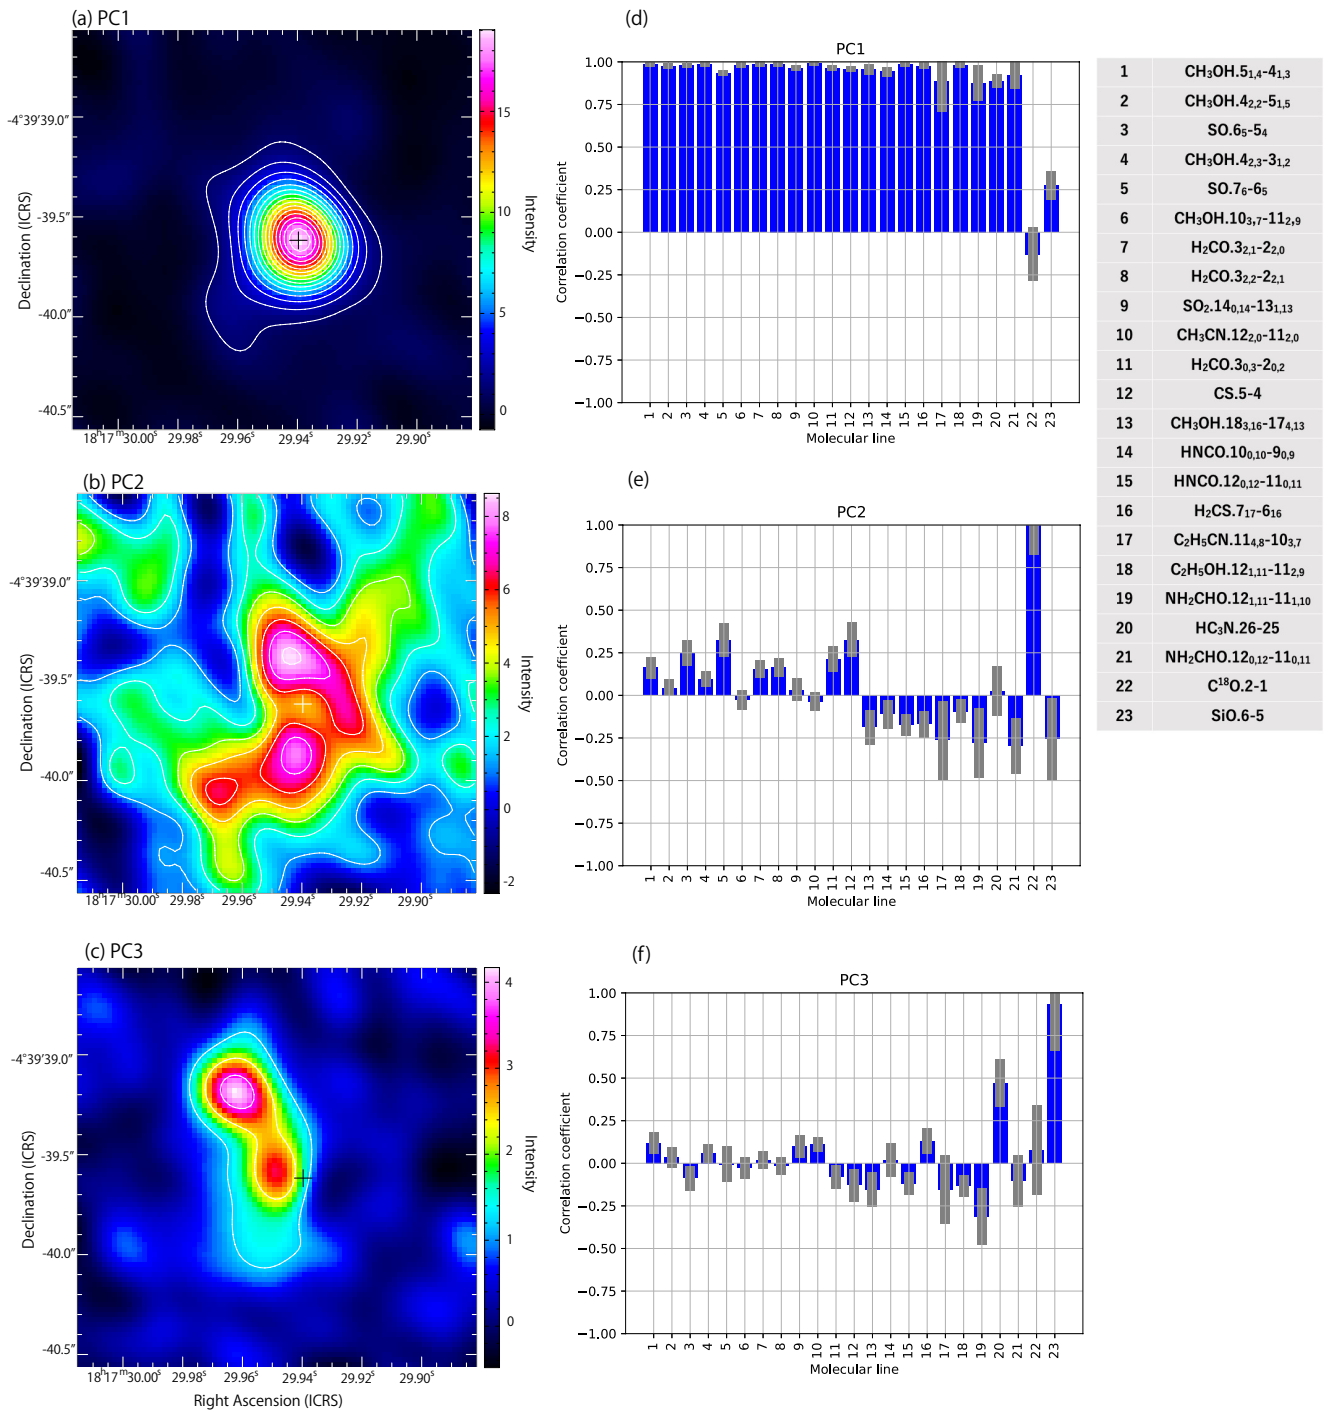 (a) PC1
Declination (ICRS)
-4°39'39.0"
-39.5"
-40.0"
-40.5"
18ʰ17ᵐ30.00ˢ 29.98ˢ 29.96ˢ 29.94ˢ 29.92ˢ 29.90ˢ
15
10
5
0
Intensity
(d)
PC1
Correlation coefficient
1.00
0.75
0.50
0.25
0.00
−0.25
−0.50
−0.75
−1.00
1 2 3 4 5 6 7 8 9 10 11 12 13 14 15 16 17 18 19 20 21 22 23
Molecular line
(b) PC2
Declination (ICRS)
-4°39'39.0"
-39.5"
-40.0"
-40.5"
18ʰ17ᵐ30.00ˢ 29.96ˢ 29.94ˢ 29.92ˢ 29.90ˢ
8
6
4
2
0
-2
Intensity
(e)
PC2
Correlation coefficient
1.00
0.75
0.50
0.25
0.00
−0.25
−0.50
−0.75
−1.00
1 2 3 4 5 6 7 8 9 10 11 12 13 14 15 16 17 18 19 20 21 22 23
Molecular line
(c) PC3
Declination (ICRS)
-4°39'39.0"
-39.5"
-40.0"
-40.5"
18ʰ17ᵐ30.00ˢ 29.98ˢ 29.96ˢ 29.94ˢ 29.92ˢ 29.90ˢ
Right Ascension (ICRS)
4
3
2
1
0
Intensity
(f)
PC3
Correlation coefficient
1.00
0.75
0.50
0.25
0.00
−0.25
−0.50
−0.75
−1.00
1 2 3 4 5 6 7 8 9 10 11 12 13 14 15 16 17 18 19 20 21 22 23
Molecular line
1 CH₃OH.5₁,₄-4₁,₃
2 CH₃OH.4₂,₂-5₁,₅
3 SO.6₅-5₄
4 CH₃OH.4₂,₃-3₁,₂
5 SO.7₆-6₅
6 CH₃OH.10₃,₇-11₂,₉
7 H₂CO.3₂,₁-2₂,₀
8 H₂CO.3₂,₂-2₂,₁
9 SO₂.14₀,₁₄-13₁,₁₃
10 CH₃CN.12₂,₀-11₂,₀
11 H₂CO.3₀,₃-2₀,₂
12 CS.5-4
13 CH₃OH.18₃,₁₆-17₄,₁₃
14 HNCO.10₀,₁₀-9₀,₉
15 HNCO.12₀,₁₂-11₀,₁₁
16 H₂CS.7₁₇-6₁₆
17 C₂H₅CN.11₄,₈-10₃,₇
18 C₂H₅OH.12₁,₁₁-11₂,₉
19 NH₂CHO.12₁,₁₁-11₁,₁₀
20 HC₃N.26-25
21 NH₂CHO.12₀,₁₂-11₀,₁₁
22 C¹⁸O.2-1
23 SiO.6-5